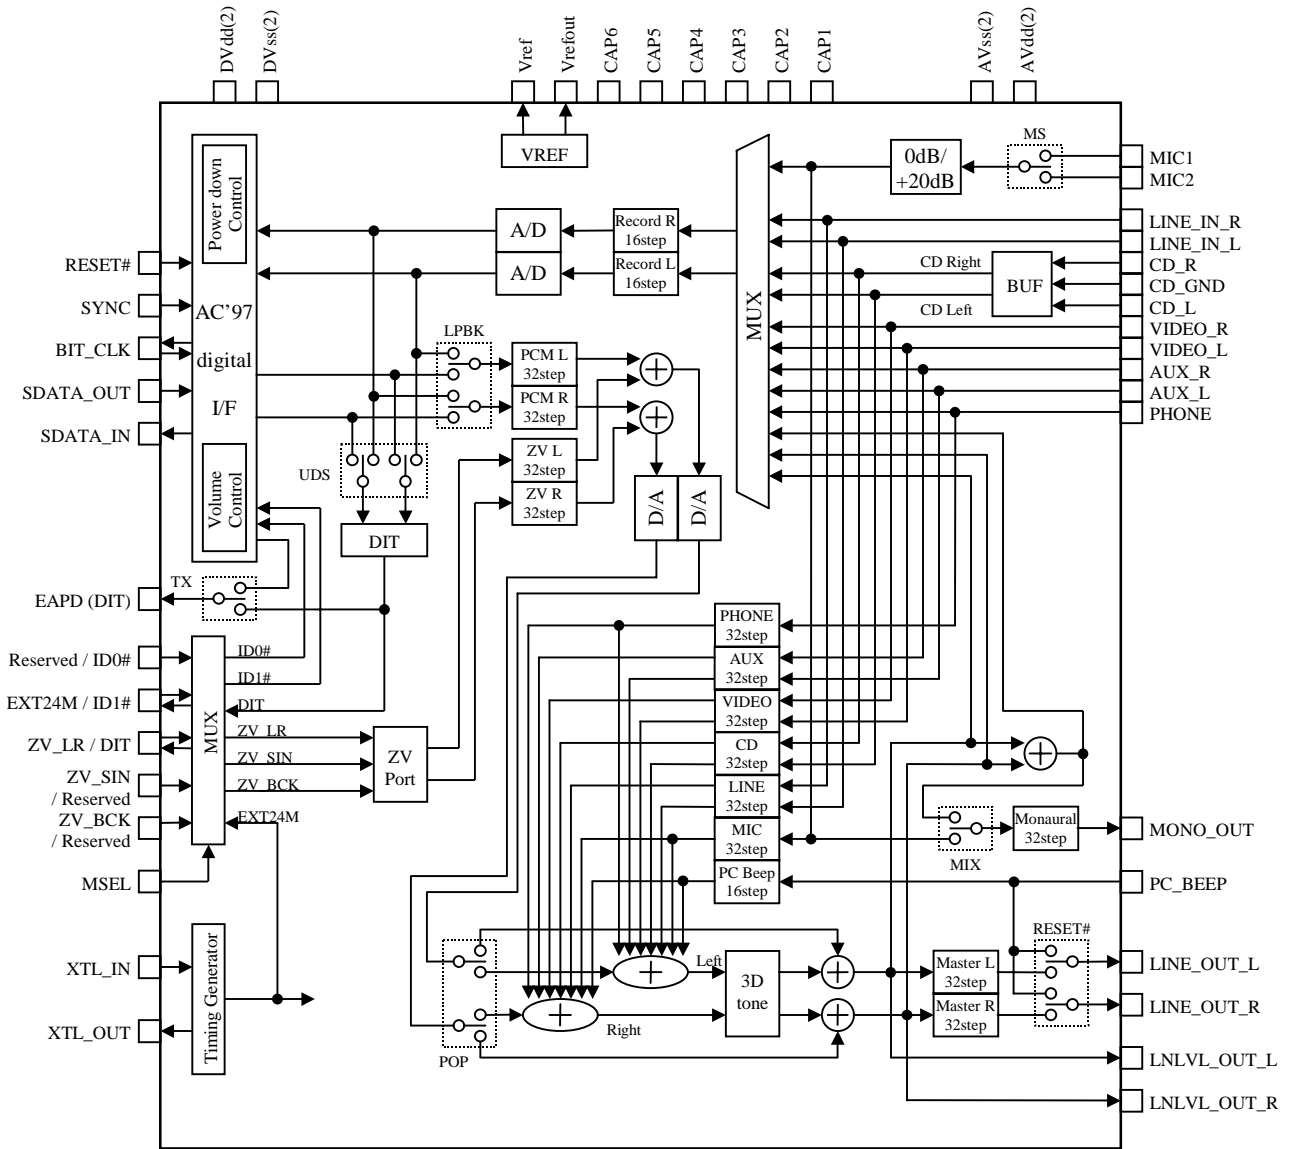 DVdd(2)
DVss(2)
Vref
Vrefout
CAP6
CAP5
CAP4
CAP3
CAP2
CAP1
AVss(2)
AVdd(2)
VREF
MS
0dB/
+20dB
MIC1
MIC2
Power down
Control
A/D
Record R
16step
A/D
Record L
16step
MUX
LINE_IN_R
LINE_IN_L
CD Right
BUF
CD Left
CD_R
CD_GND
CD_L
VIDEO_R
VIDEO_L
AUX_R
AUX_L
PHONE
RESET#
SYNC
BIT_CLK
SDATA_OUT
SDATA_IN
AC'97
digital
I/F
LPBK
PCM L
32step
PCM R
32step
ZV L
32step
ZV R
32step
UDS
Volume
Control
D/A
D/A
DIT
TX
EAPD (DIT)
PHONE
32step
AUX
32step
VIDEO
32step
CD
32step
LINE
32step
MIC
32step
PC Beep
16step
Reserved / ID0#
EXT24M / ID1#
ZV_LR / DIT
ZV_SIN
/ Reserved
ZV_BCK
/ Reserved
MSEL
MUX
ID0#
ID1#
DIT
ZV_LR
ZV_SIN
ZV_BCK
EXT24M
ZV
Port
Monaural
32step
MIX
MONO_OUT
PC_BEEP
RESET#
XTL_IN
XTL_OUT
Timing Generator
POP
Left
Right
3D
tone
Master L
32step
Master R
32step
LINE_OUT_L
LINE_OUT_R
LNLVL_OUT_L
LNLVL_OUT_R